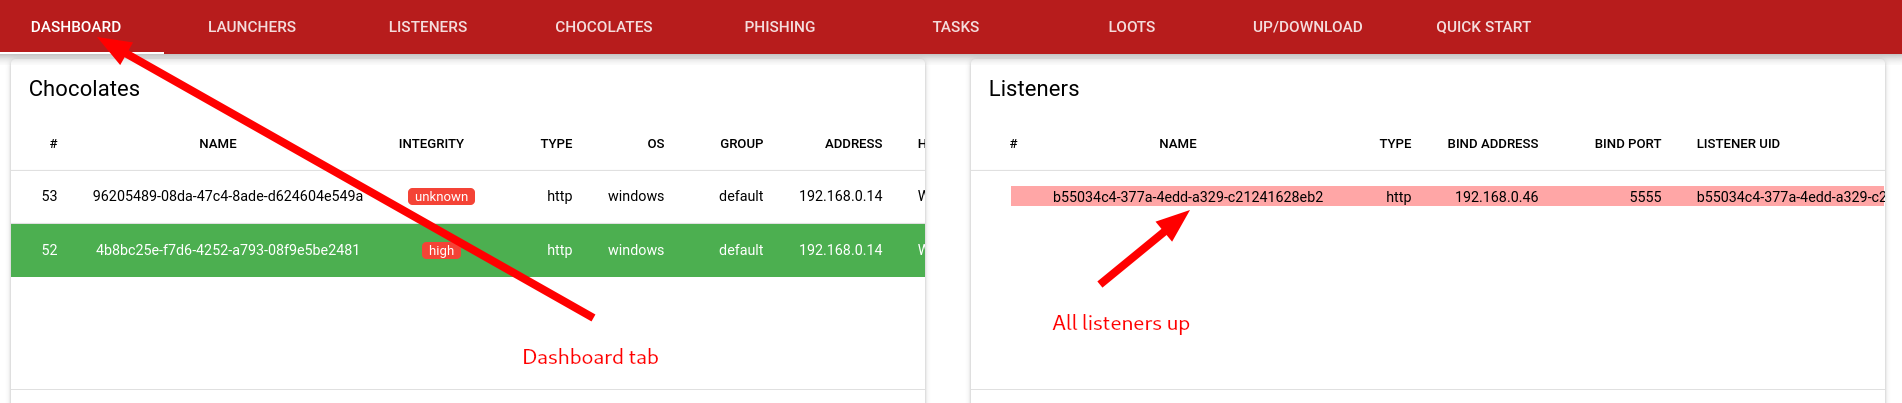 DASHBOARD LAUNCHERS LISTENERS CHOCOLATES PHISHING TASKS LOOTS UP/DOWNLOAD QUICK START
Chocolates
# NAME INTEGRITY TYPE OS GROUP ADDRESS H
53 96205489-08da-47c4-8ade-d624604e549a unknown http windows default 192.168.0.14
52 4b8bc25e-f7d6-4252-a793-08f9e5be2481 high http windows default 192.168.0.14
Dashboard tab
Listeners
# NAME TYPE BIND ADDRESS BIND PORT LISTENER UID
b55034c4-377a-4edd-a329-c21241628eb2 http 192.168.0.46 5555 b55034c4-377a-4edd-a329-c2
All listeners up